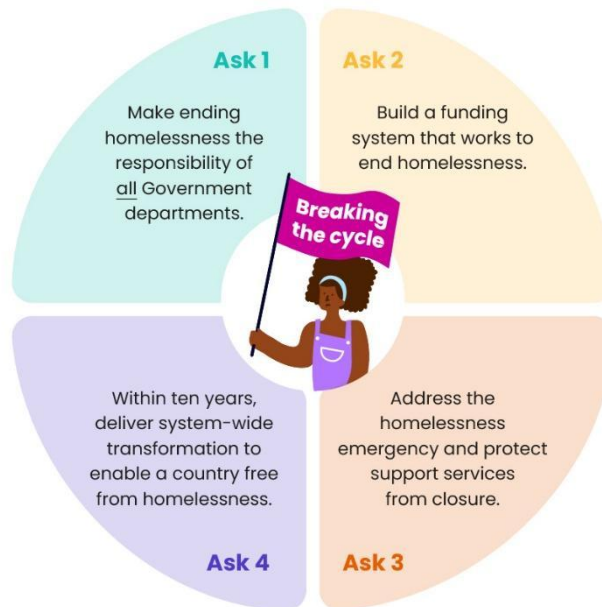 Ask 1
Make ending
homelessness the
responsibility of
all Government
departments.
Ask 2
Build a funding
system that works to
end homelessness.
Breaking
the cycle
Address the
homelessness
emergency and protect
support services
from closure.
Ask 3
Within ten years,
deliver system-wide
transformation to
enable a country free
from homelessness.
Ask 4